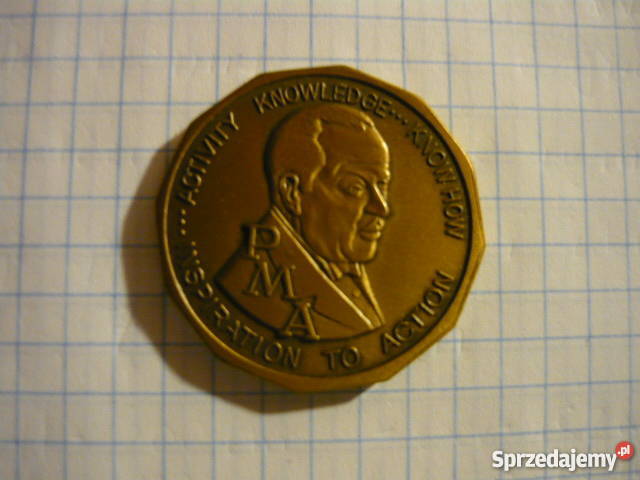 .... ACTIVITY KNOWLEDGE.... KNOW HOW
INSPIRATION TO ACTION
PMA
Sprzedajemy.pl